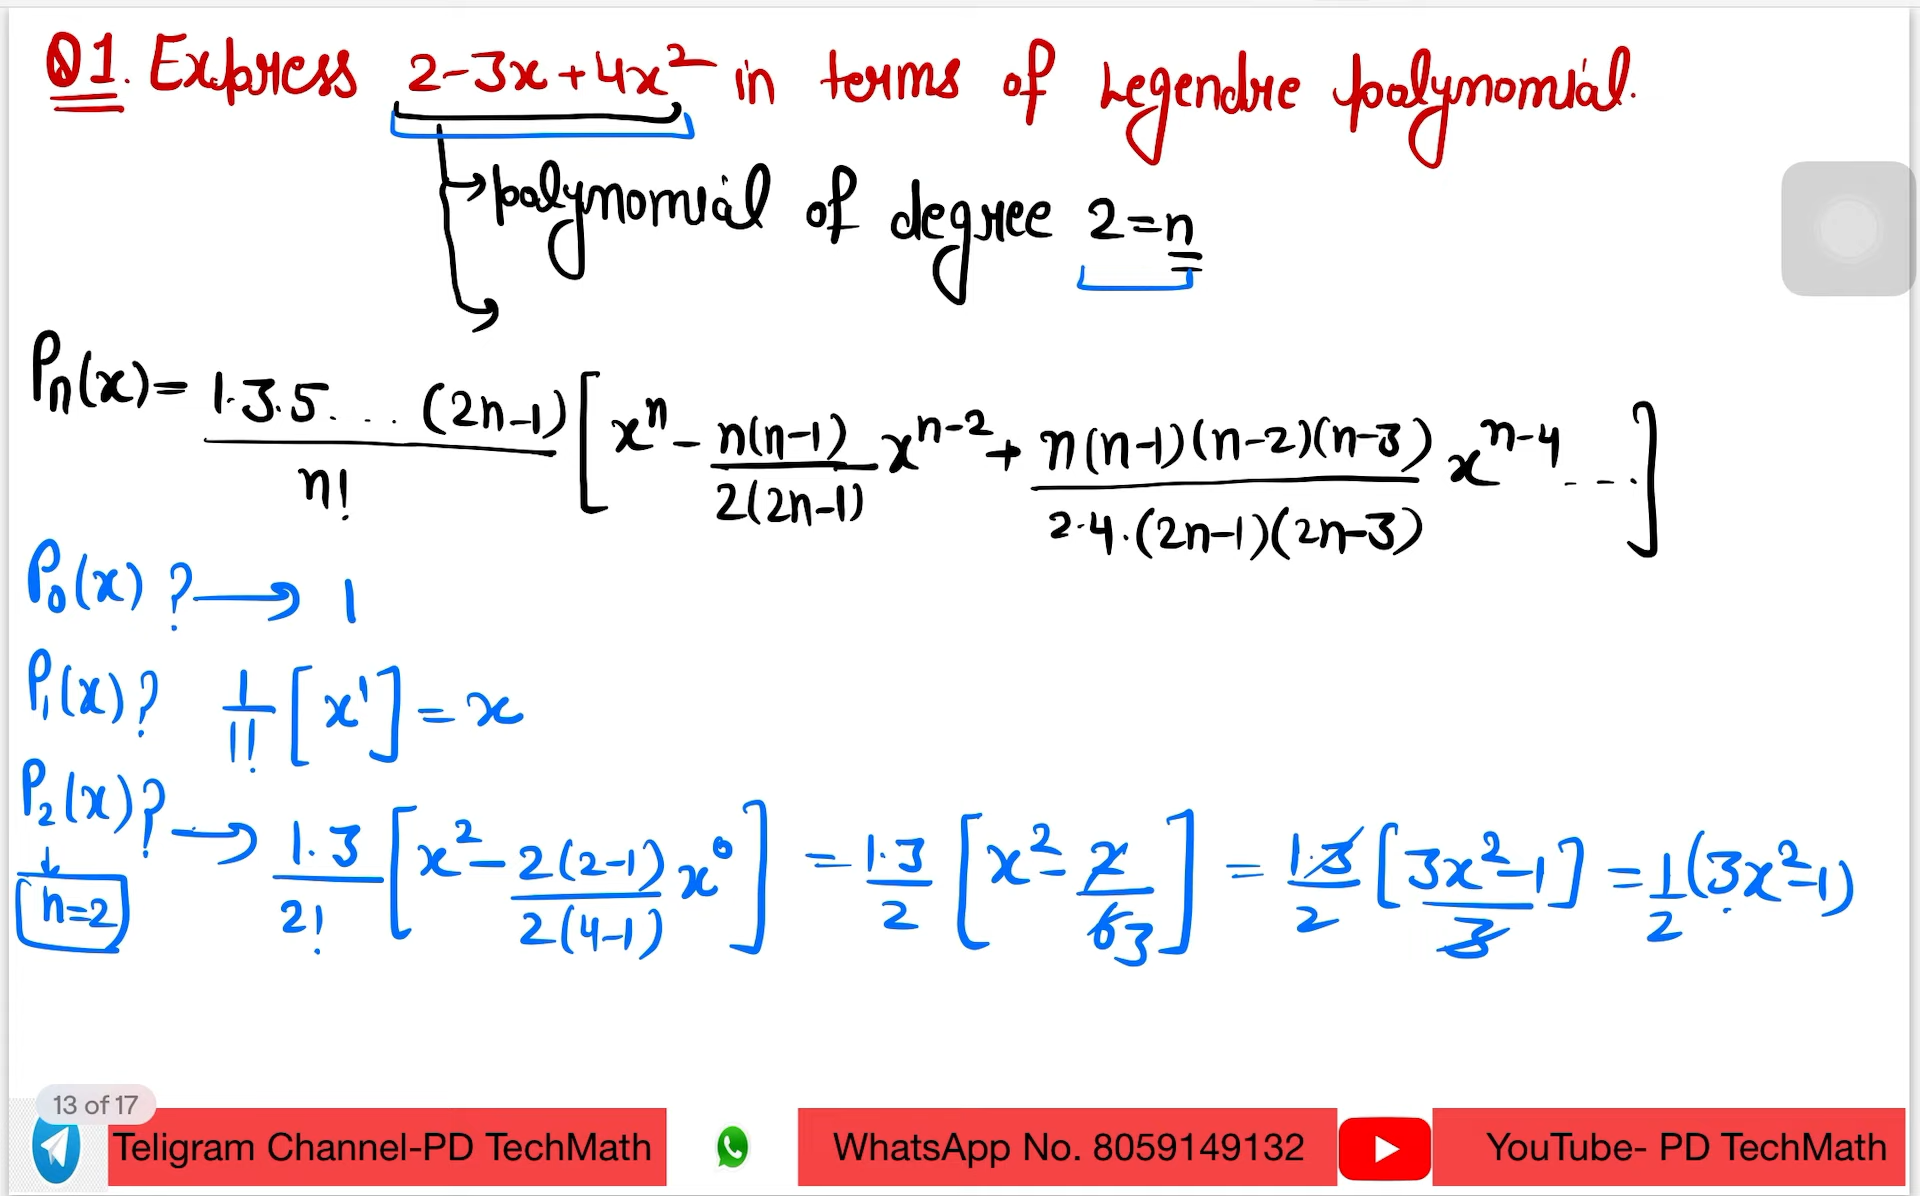 Q1. Express 2-3x+4x² in terms of Legendre polynomial.
→ polynomial of degree 2=n
Pn(x)= 1.3.5. ... (2n-1)/n! [xⁿ - n(n-1)/2(2n-1) xⁿ⁻² + n(n-1)(n-2)(n-3)/2.4.(2n-1)(2n-3) xⁿ⁻⁴ ....]
P₀(x) ? → 1
P₁(x)? 1/1! [x¹] = x
P₂(x)? → 1.3/2! [x² - 2(2-1)/2(4-1) x⁰] = 1.3/2 [x² - 2/6 3] = 1.3/2 [3x²-1/3] = 1/2 (3x²-1)
n=2
13 of 17
Teligram Channel-PD TechMath
WhatsApp No. 8059149132
YouTube- PD TechMath